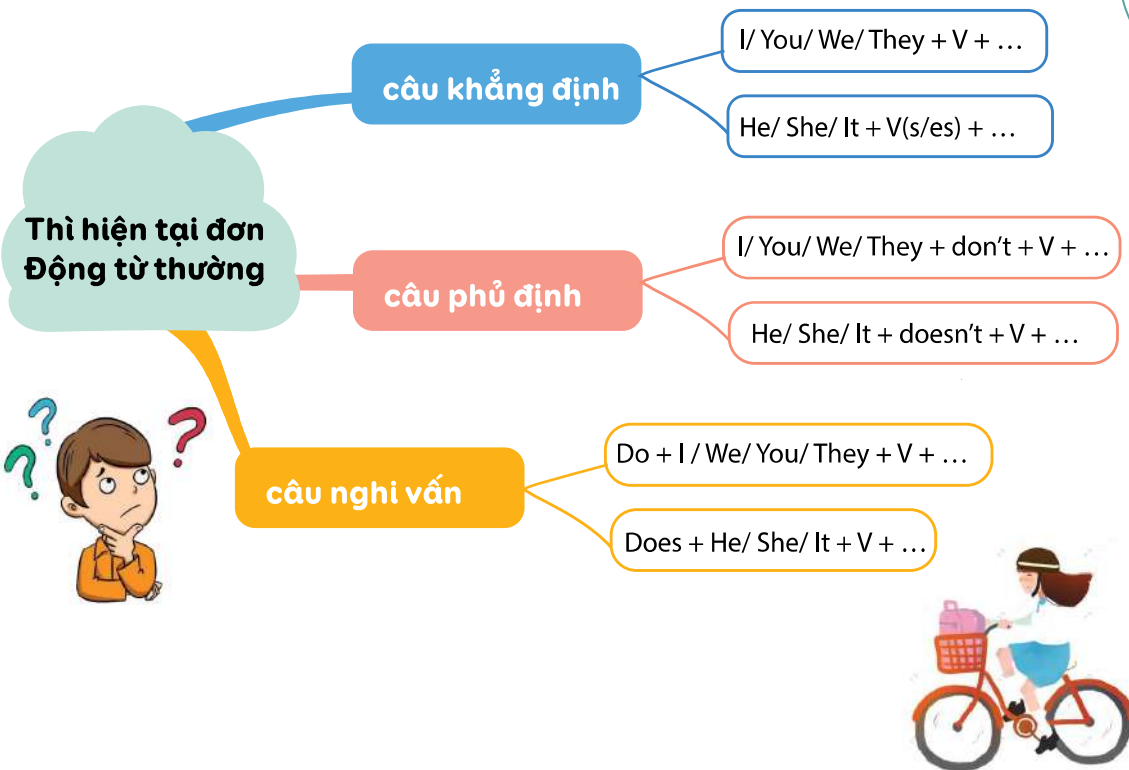 Thì hiện tại đơn
Động từ thường
câu khẳng định
I/ You/ We/ They + V + …
He/ She/ It + V(s/es) + …
câu phủ định
I/ You/ We/ They + don’t + V + …
He/ She/ It + doesn’t + V + …
câu nghi vấn
Do + I / We/ You/ They + V + …
Does + He/ She/ It + V + …
? ? ?